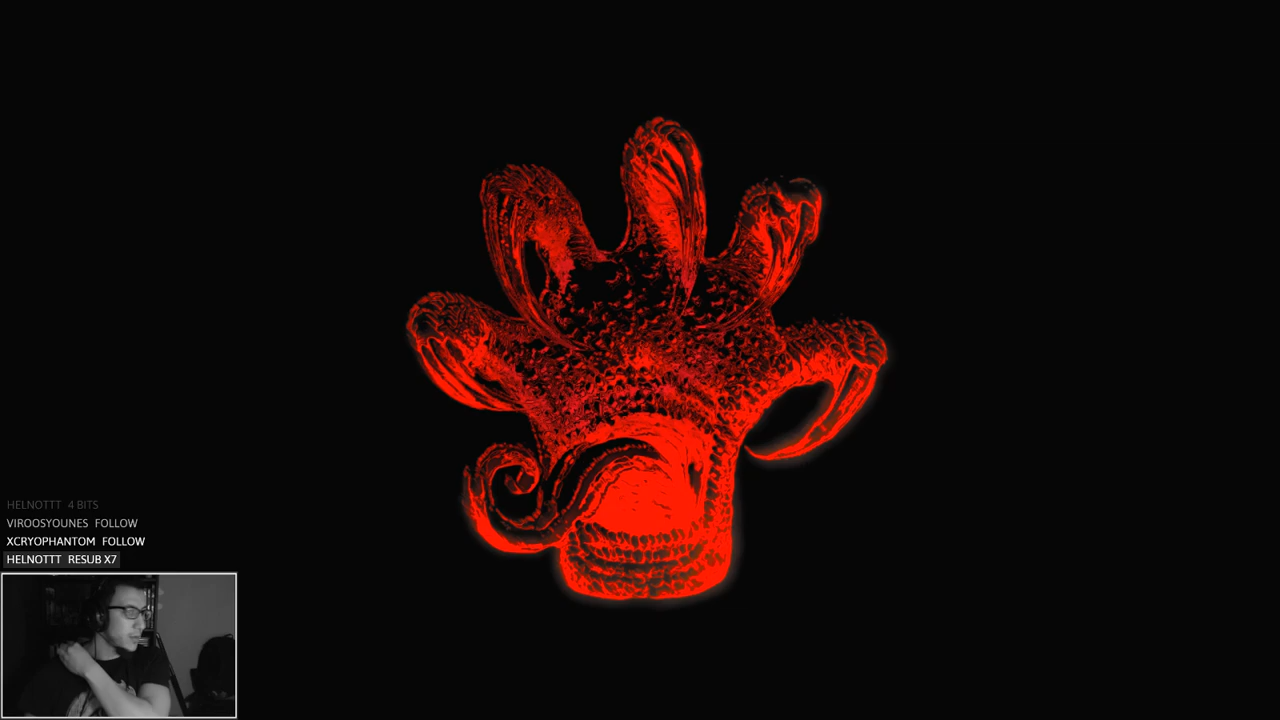 HELNOTTT 4 BITS
VIROOSYOUNES FOLLOW
XCRYOPHANTOM FOLLOW
HELNOTTT RESUB X7